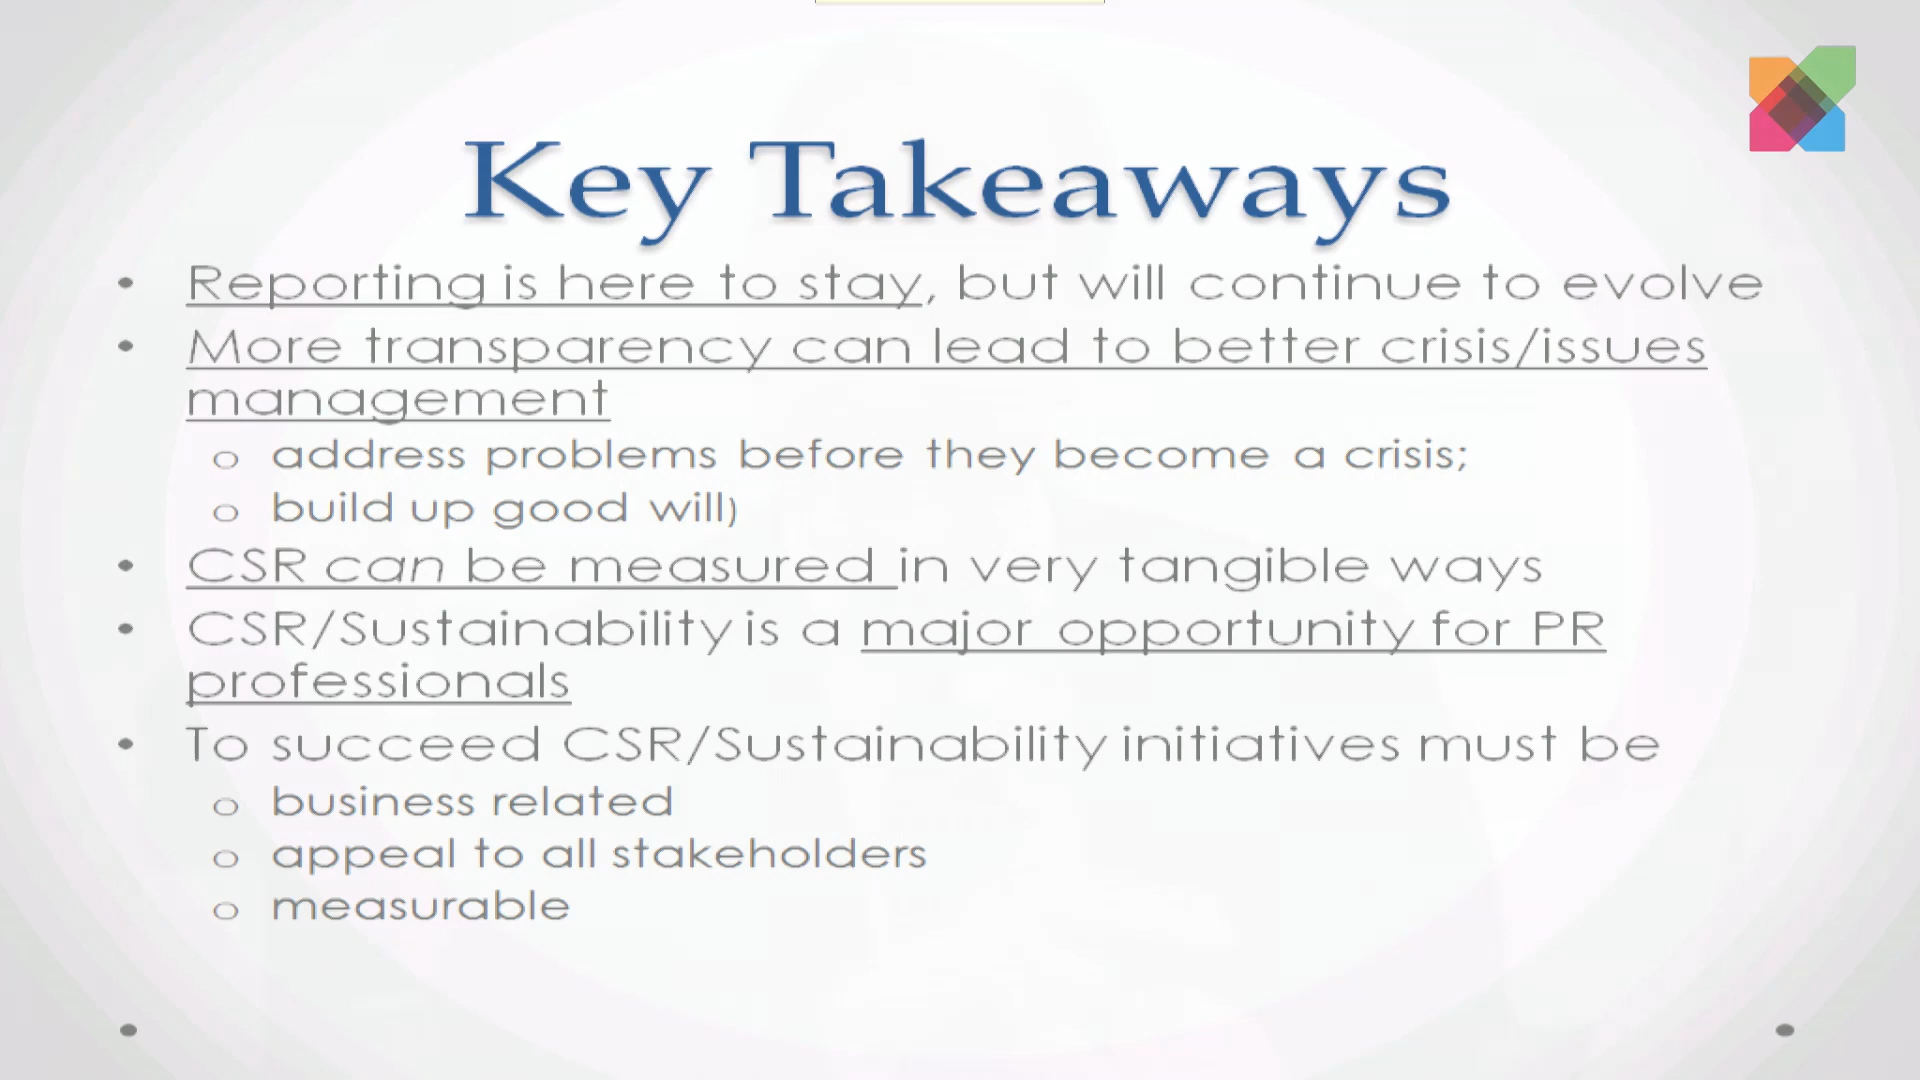 Key Takeaways
• Reporting is here to stay, but will continue to evolve
• More transparency can lead to better crisis/issues
management
o address problems before they become a crisis;
o build up good will)
• CSR can be measured in very tangible ways
• CSR/Sustainability is a major opportunity for PR
professionals
• To succeed CSR/Sustainability initiatives must be
o business related
o appeal to all stakeholders
o measurable